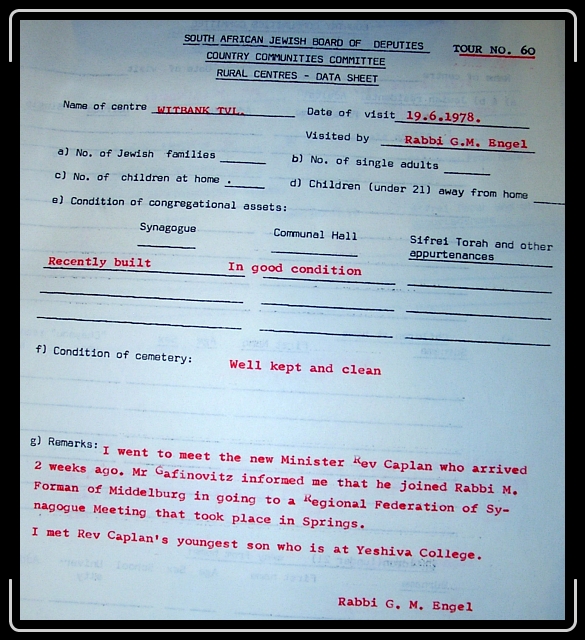 SOUTH AFRICAN JEWISH BOARD OF DEPUTIES
TOUR NO. 60
COUNTRY COMMUNITIES COMMITTEE
RURAL CENTRES - DATA SHEET
Name of centre WITBANK TVL. Date of visit 19.6.1978.
Visited by Rabbi G.M. Engel
a) No. of Jewish families b) No. of single adults
c) No. of children at home . d) Children (under 21) away from home
e) Condition of congregational assets:
Synagogue Communal Hall Sifrei Torah and other
appurtenances
Recently built In good condition
f) Condition of cemetery: Well kept and clean
g) Remarks: I went to meet the new Minister Rev Caplan who arrived
2 weeks ago. Mr Gafinovitz informed me that he joined Rabbi M.
Forman of Middelburg in going to a Regional Federation of Sy-
nagogue Meeting that took place in Springs.
I met Rev Caplan's youngest son who is at Yeshiva College.
Rabbi G. M. Engel